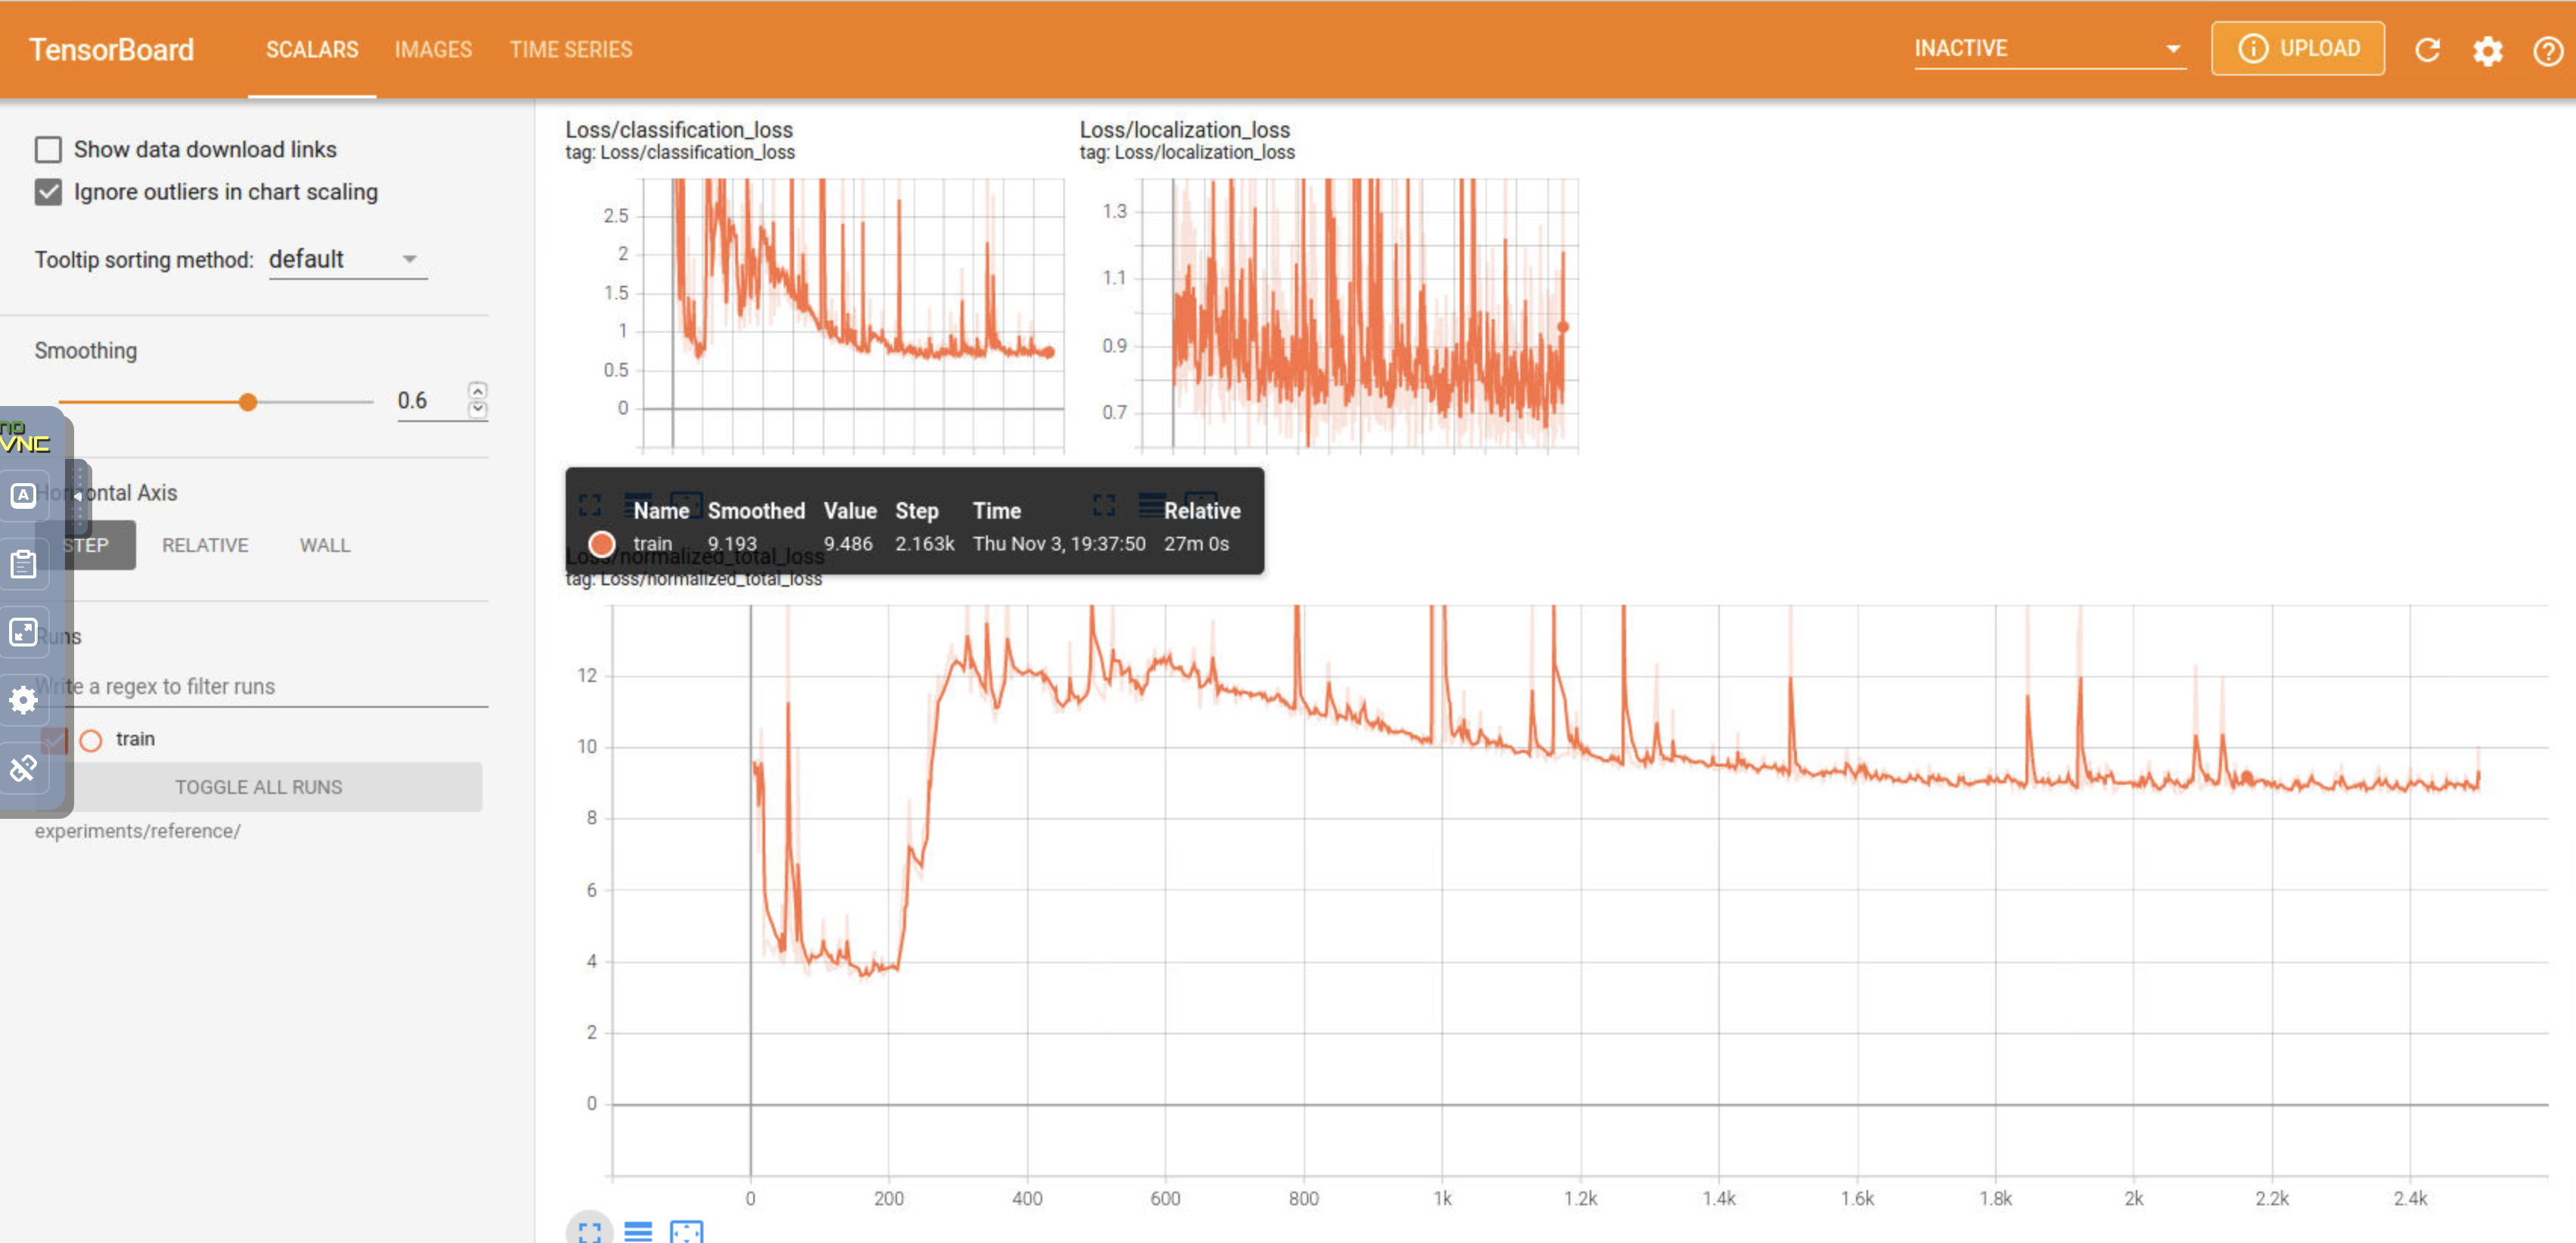 TensorBoard SCALARS IMAGES TIME SERIES INACTIVE UPLOAD
Show data download links
Ignore outliers in chart scaling
Tooltip sorting method: default
Smoothing
0.6
no
VNC
A
Horizontal Axis
STEP RELATIVE WALL
Runs
Write a regex to filter runs
train
TOGGLE ALL RUNS
experiments/reference/
Loss/classification_loss
tag: Loss/classification_loss
2.5
2
1.5
1
0.5
0
Loss/localization_loss
tag: Loss/localization_loss
1.3
1.1
0.9
0.7
Name Smoothed Value Step Time Relative
train 9.193 9.486 2.163k Thu Nov 3, 19:37:50 27m 0s
Loss/normalized_total_loss
tag: Loss/normalized_total_loss
12
10
8
6
4
2
0
0 200 400 600 800 1k 1.2k 1.4k 1.6k 1.8k 2k 2.2k 2.4k